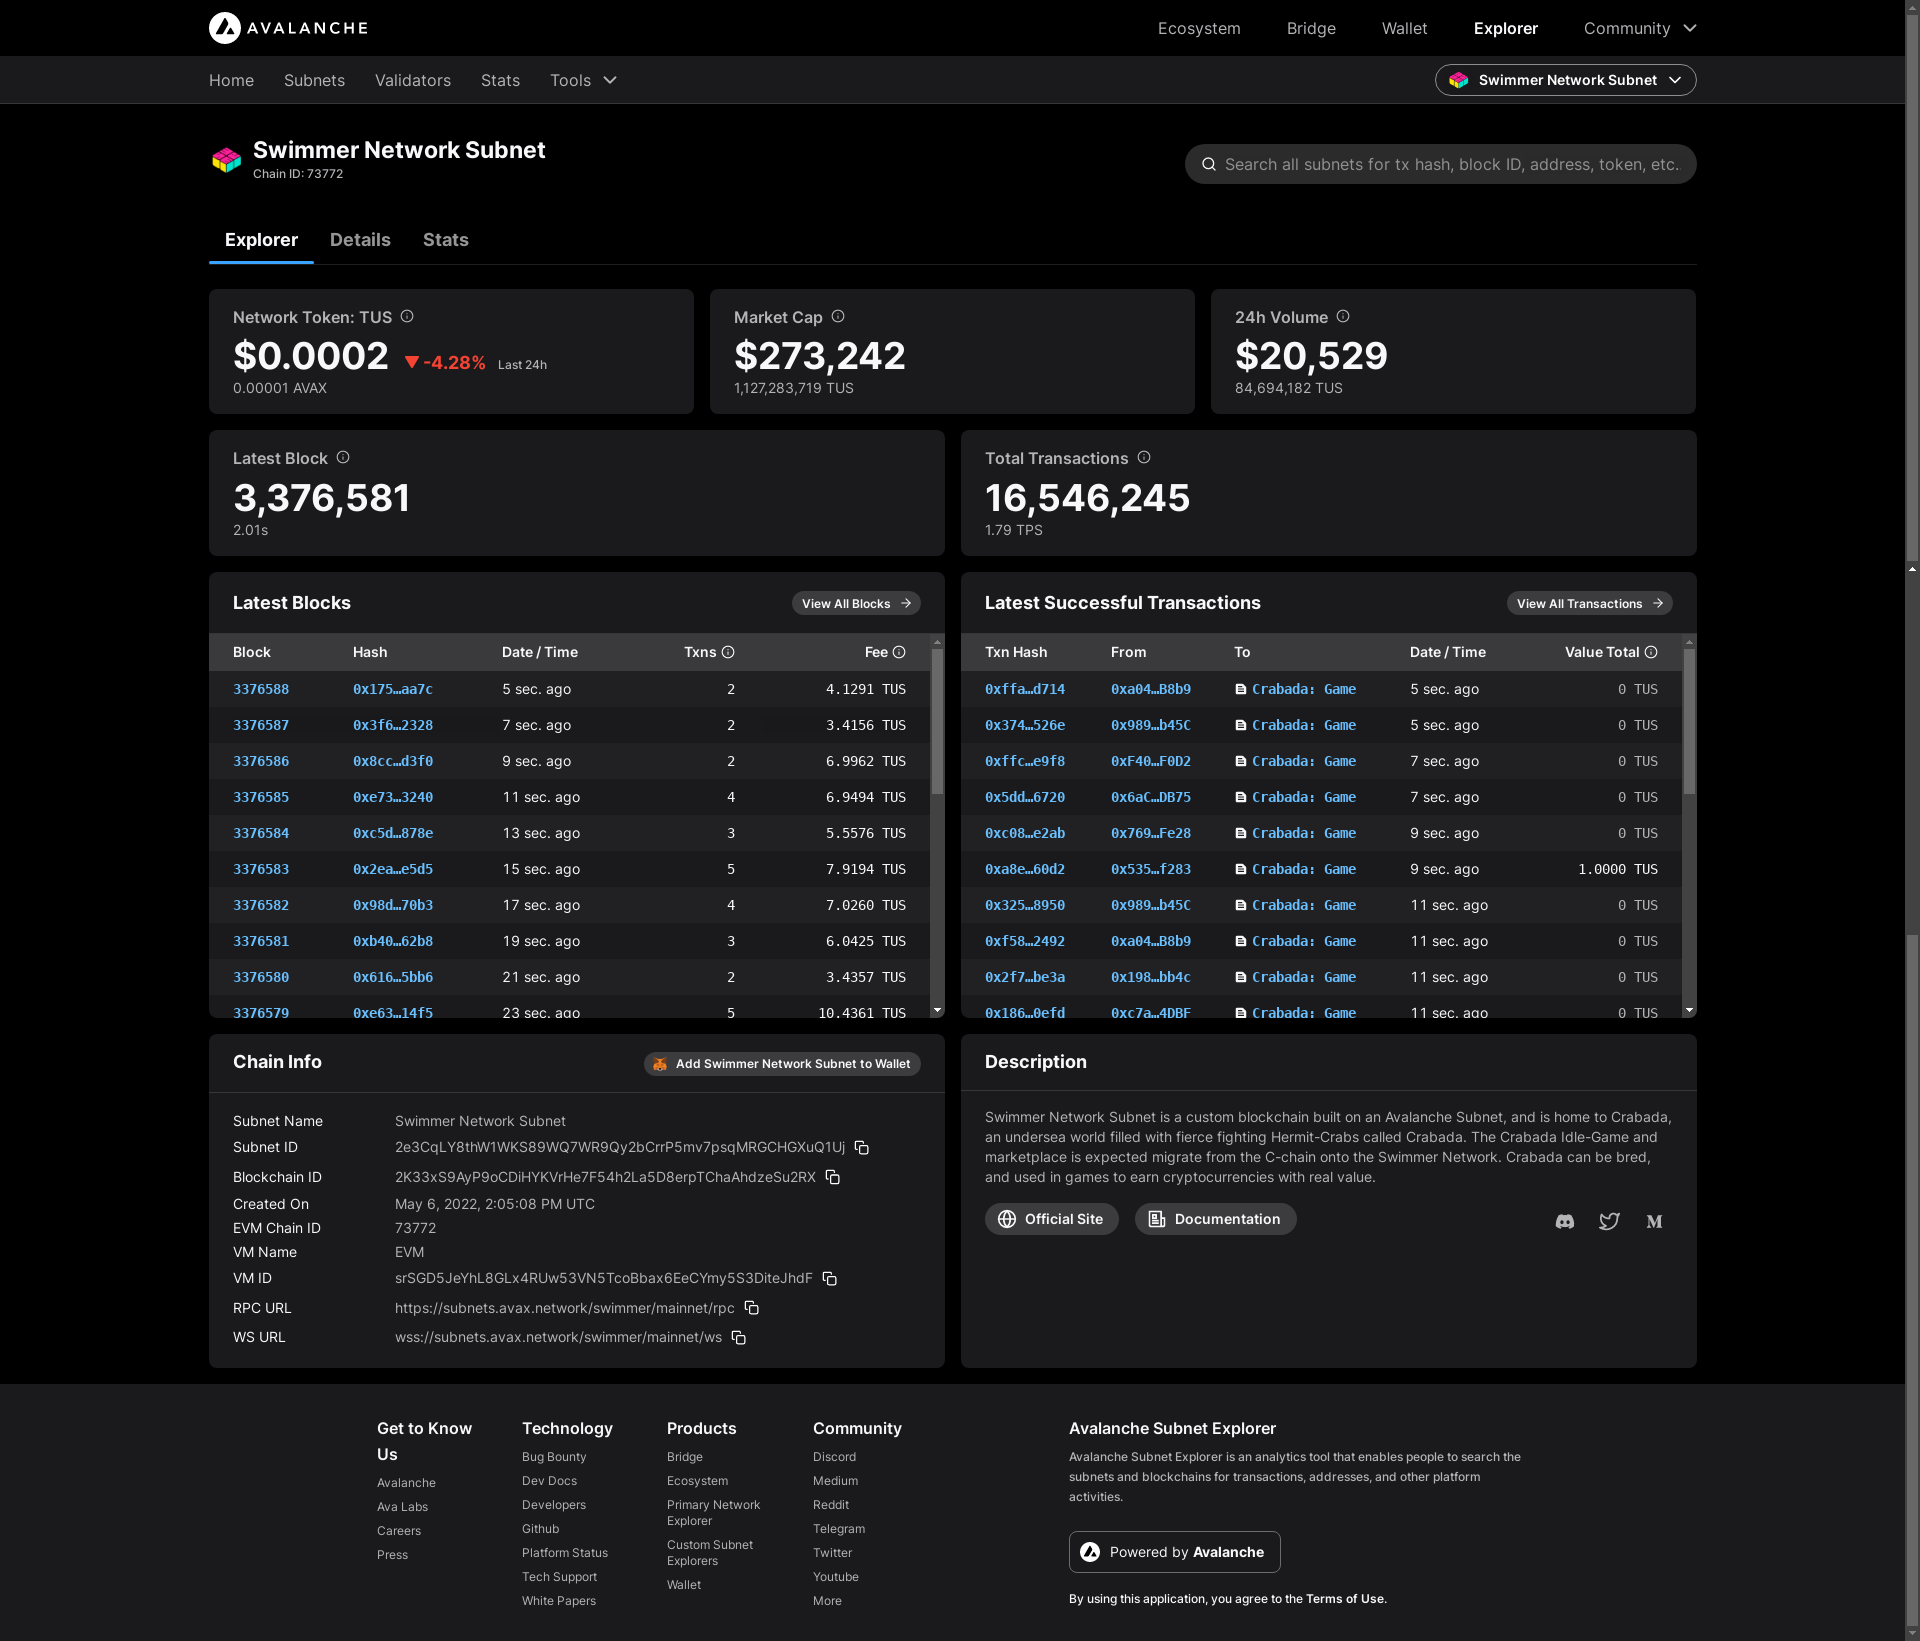 AVALANCHE
Ecosystem Bridge Wallet Explorer Community
Home Subnets Validators Stats Tools
Swimmer Network Subnet
Swimmer Network Subnet
Chain ID: 73772
Search all subnets for tx hash, block ID, address, token, etc.
Explorer Details Stats
Network Token: TUS
$0.0002 -4.28% Last 24h
0.00001 AVAX
Market Cap
$273,242
1,127,283,719 TUS
24h Volume
$20,529
84,694,182 TUS
Latest Block
3,376,581
2.01s
Total Transactions
16,546,245
1.79 TPS
Latest Blocks
View All Blocks
Block Hash Date / Time Txns Fee
3376588 0x175…aa7c 5 sec. ago 2 4.1291 TUS
3376587 0x3f6…2328 7 sec. ago 2 3.4156 TUS
3376586 0x8cc…d3f0 9 sec. ago 2 6.9962 TUS
3376585 0xe73…3240 11 sec. ago 4 6.9494 TUS
3376584 0xc5d…878e 13 sec. ago 3 5.5576 TUS
3376583 0x2ea…e5d5 15 sec. ago 5 7.9194 TUS
3376582 0x98d…70b3 17 sec. ago 4 7.0260 TUS
3376581 0xb40…62b8 19 sec. ago 3 6.0425 TUS
3376580 0x616…5bb6 21 sec. ago 2 3.4357 TUS
3376579 0xe63…14f5 23 sec. ago 5 10.4361 TUS
Latest Successful Transactions
View All Transactions
Txn Hash From To Date / Time Value Total
0xffa…d714 0xa04…B8b9 Crabada: Game 5 sec. ago 0 TUS
0x374…526e 0x989…b45C Crabada: Game 5 sec. ago 0 TUS
0xffc…e9f8 0xF40…F0D2 Crabada: Game 7 sec. ago 0 TUS
0x5dd…6720 0x6aC…DB75 Crabada: Game 7 sec. ago 0 TUS
0xc08…e2ab 0x769…Fe28 Crabada: Game 9 sec. ago 0 TUS
0xa8e…60d2 0x535…f283 Crabada: Game 9 sec. ago 1.0000 TUS
0x325…8950 0x989…b45C Crabada: Game 11 sec. ago 0 TUS
0xf58…2492 0xa04…B8b9 Crabada: Game 11 sec. ago 0 TUS
0x2f7…be3a 0x198…bb4c Crabada: Game 11 sec. ago 0 TUS
0x186…0efd 0xc7a…4DBF Crabada: Game 11 sec. ago 0 TUS
Chain Info
Add Swimmer Network Subnet to Wallet
Subnet Name Swimmer Network Subnet
Subnet ID 2e3CqLY8thW1WKS89WQ7WR9Qy2bCrrP5mv7psqMRGCHGXuQ1Uj
Blockchain ID 2K33xS9AyP9oCDiHYKVrHe7F54h2La5D8erpTChaAhdzeSu2RX
Created On May 6, 2022, 2:05:08 PM UTC
EVM Chain ID 73772
VM Name EVM
VM ID srSGD5JeYhL8GLx4RUw53VN5TcoBbax6EeCYmy5S3DiteJhdF
RPC URL https://subnets.avax.network/swimmer/mainnet/rpc
WS URL wss://subnets.avax.network/swimmer/mainnet/ws
Description
Swimmer Network Subnet is a custom blockchain built on an Avalanche Subnet, and is home to Crabada,
an undersea world filled with fierce fighting Hermit-Crabs called Crabada. The Crabada Idle-Game and
marketplace is expected migrate from the C-chain onto the Swimmer Network. Crabada can be bred,
and used in games to earn cryptocurrencies with real value.
Official Site Documentation
Get to Know
Us
Avalanche
Ava Labs
Careers
Press
Technology
Bug Bounty
Dev Docs
Developers
Github
Platform Status
Tech Support
White Papers
Products
Bridge
Ecosystem
Primary Network
Explorer
Custom Subnet
Explorers
Wallet
Community
Discord
Medium
Reddit
Telegram
Twitter
Youtube
More
Avalanche Subnet Explorer
Avalanche Subnet Explorer is an analytics tool that enables people to search the
subnets and blockchains for transactions, addresses, and other platform
activities.
Powered by Avalanche
By using this application, you agree to the Terms of Use.